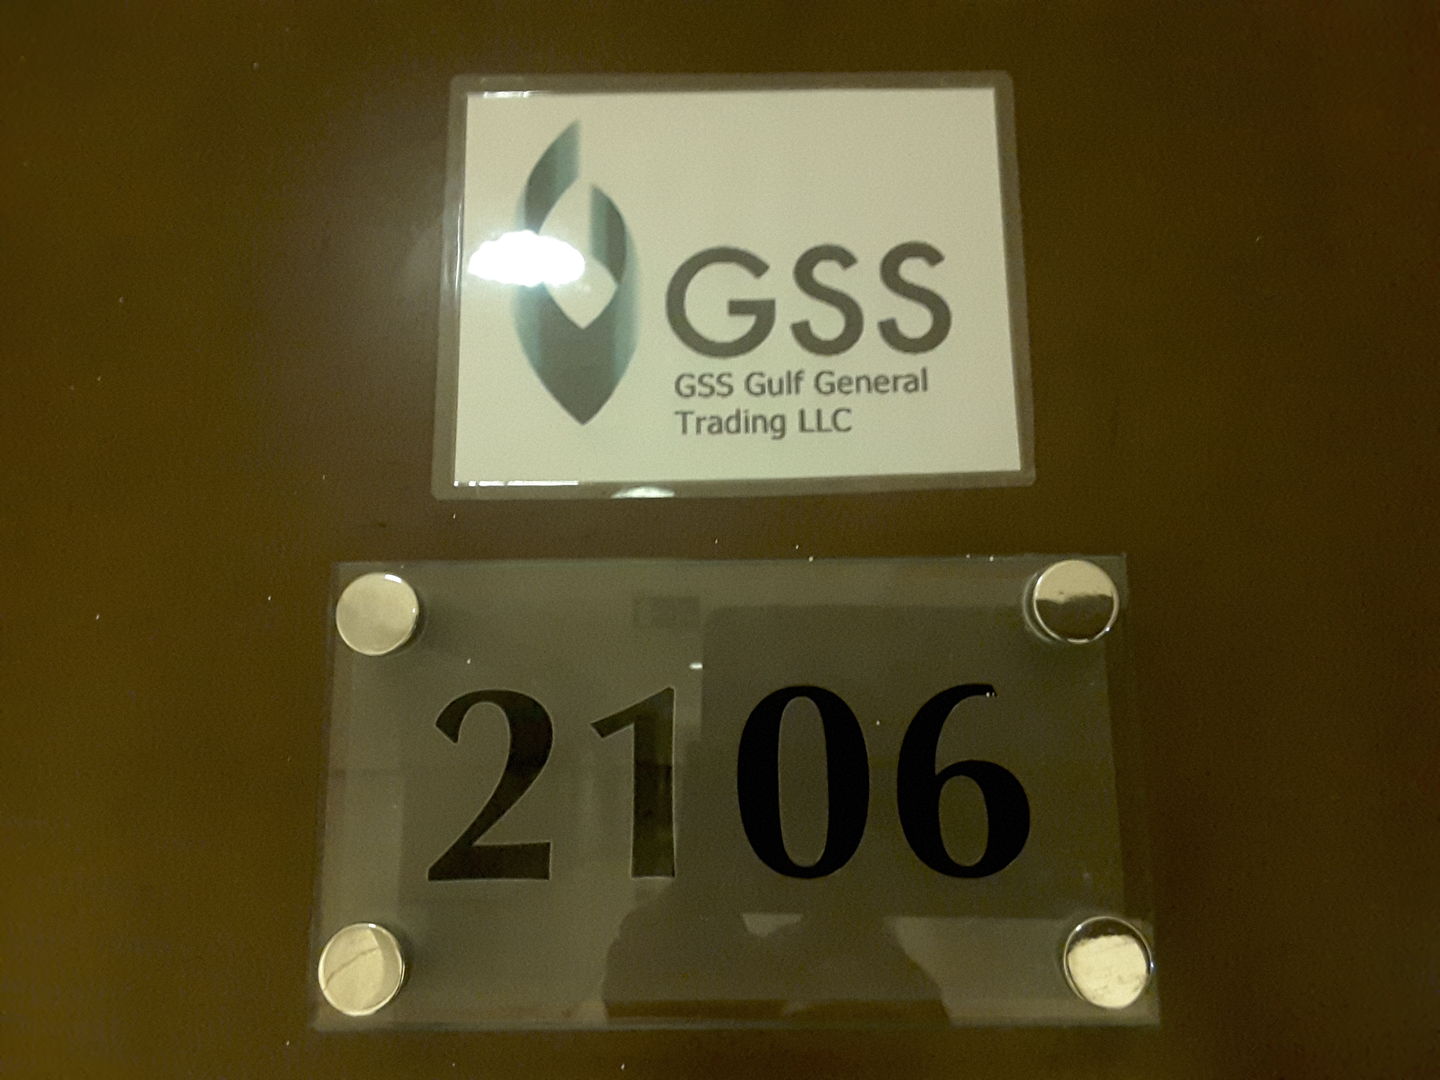 GSS
GSS Gulf General
Trading LLC
2106